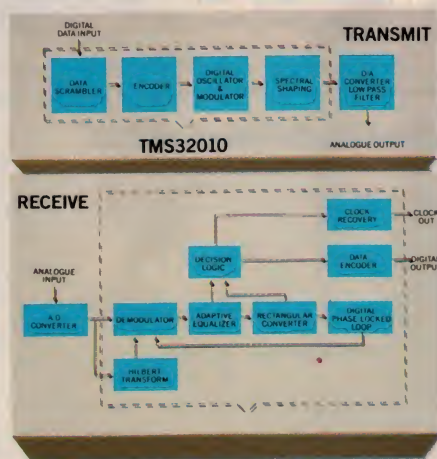 DIGITAL
DATA INPUT
TRANSMIT
DATA
SCRAMBLER
ENCODER
DIGITAL
OSCILLATOR
&
MODULATOR
SPECTRAL
SHAPING
D/A
CONVERTER
LOW PASS
FILTER
TMS32010
ANALOGUE OUTPUT
RECEIVE
CLOCK
RECOVERY
CLOCK
OUT
DECISION
LOGIC
DATA
ENCODER
DIGITAL
OUTPUT
ANALOGUE
INPUT
A/D
CONVERTER
DEMODULATOR
ADAPTIVE
EQUALIZER
RECTANGULAR
CONVERTER
DIGITAL
PHASE LOCKED
LOOP
HILBERT
TRANSFORM